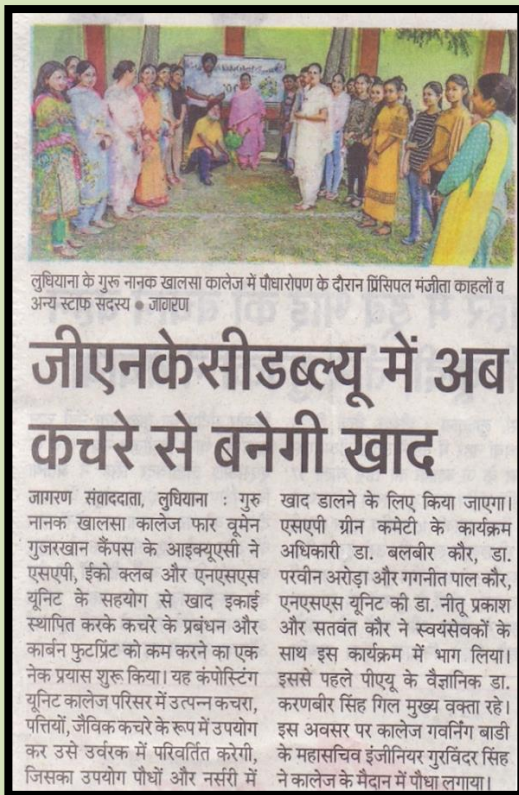 लुधियाना के गुरू नानक खालसा कालेज में पौधारोपण के दौरान प्रिंसिपल मंजीता काहलों व
अन्य स्टाफ सदस्य • जागरण
जीएनकेसीडब्ल्यू में अब
कचरे से बनेगी खाद
जागरण संवाददाता, लुधियाना : गुरु
नानक खालसा कालेज फार वूमेन
गुजरखान कैंपस के आइक्यूएसी ने
एसएपी, ईको क्लब और एनएसएस
यूनिट के सहयोग से खाद इकाई
स्थापित करके कचरे के प्रबंधन और
कार्बन फुटप्रिंट को कम करने का एक
नेक प्रयास शुरू किया। यह कंपोस्टिंग
यूनिट कालेज परिसर में उत्पन्न कचरा,
पत्तियों, जैविक कचरे के रूप में उपयोग
कर उसे उर्वरक में परिवर्तित करेगी,
जिसका उपयोग पौधों और नर्सरी में
खाद डालने के लिए किया जाएगा।
एसएपी ग्रीन कमेटी के कार्यक्रम
अधिकारी डा. बलबीर कौर, डा.
परवीन अरोड़ा और गगनीत पाल कौर,
एनएसएस यूनिट की डा. नीतू प्रकाश
और सतवंत कौर ने स्वयंसेवकों के
साथ इस कार्यक्रम में भाग लिया।
इससे पहले पीएयू के वैज्ञानिक डा.
करणबीर सिंह गिल मुख्य वक्ता रहे।
इस अवसर पर कालेज गवर्निंग बाडी
के महासचिव इंजीनियर गुरविंदर सिंह
ने कालेज के मैदान में पौधा लगाया।